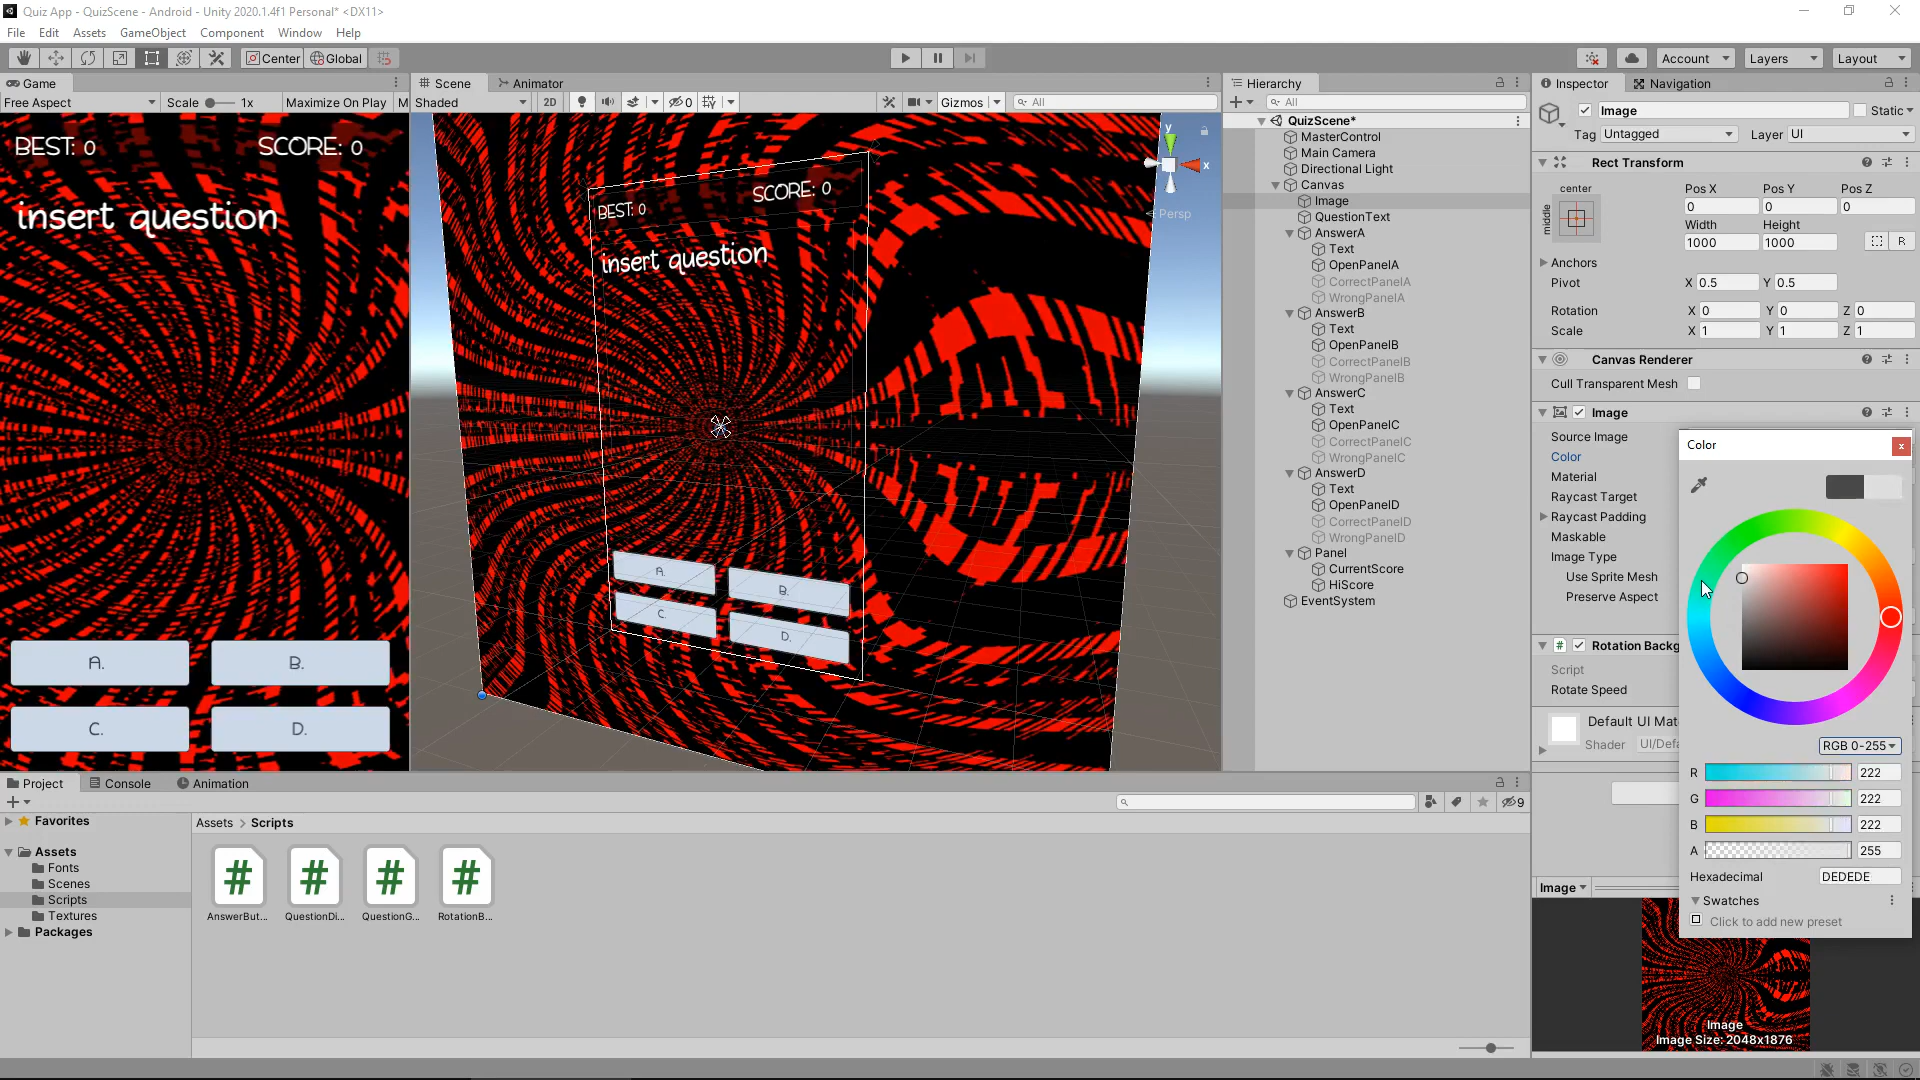 Quiz App - QuizScene - Android - Unity 2020.1.4f1 Personal* <DX11>
File Edit Assets GameObject Component Window Help
Center Global Account Layers Layout
Game
Free Aspect Scale 1x Maximize On Play M
BEST: 0 SCORE: 0
insert question
A. B.
C. D.
Scene Animator
Shaded 2D 0 Gizmos All
y
x
Persp
BEST: 0 SCORE: 0
insert question
A. B.
C. D.
Hierarchy
All
QuizScene*
MasterControl
Main Camera
Directional Light
Canvas
Image
QuestionText
AnswerA
Text
OpenPanelA
CorrectPanelA
WrongPanelA
AnswerB
Text
OpenPanelB
CorrectPanelB
WrongPanelB
AnswerC
Text
OpenPanelC
CorrectPanelC
WrongPanelC
AnswerD
Text
OpenPanelD
CorrectPanelD
WrongPanelD
Panel
CurrentScore
HiScore
EventSystem
Inspector Navigation
Image Static
Tag Untagged Layer UI
Rect Transform
center
middle
Pos X Pos Y Pos Z
0 0 0
Width Height
1000 1000 R
Anchors
Pivot X 0.5 Y 0.5
Rotation X 0 Y 0 Z 0
Scale X 1 Y 1 Z 1
Canvas Renderer
Cull Transparent Mesh
Image
Source Image
Color
Material
Raycast Target
Raycast Padding
Maskable
Image Type
Use Sprite Mesh
Preserve Aspect
Rotation Backg
Script
Rotate Speed
Default UI Mat
Shader UI/Defa
Color
RGB 0-255
R 222
G 222
B 222
A 255
Hexadecimal DEDEDE
Swatches
Click to add new preset
Image
Image
Image Size: 2048x1876
Project Console Animation
9
Favorites
Assets
Fonts
Scenes
Scripts
Textures
Packages
Assets > Scripts
AnswerBut... QuestionDi... QuestionG... RotationB...